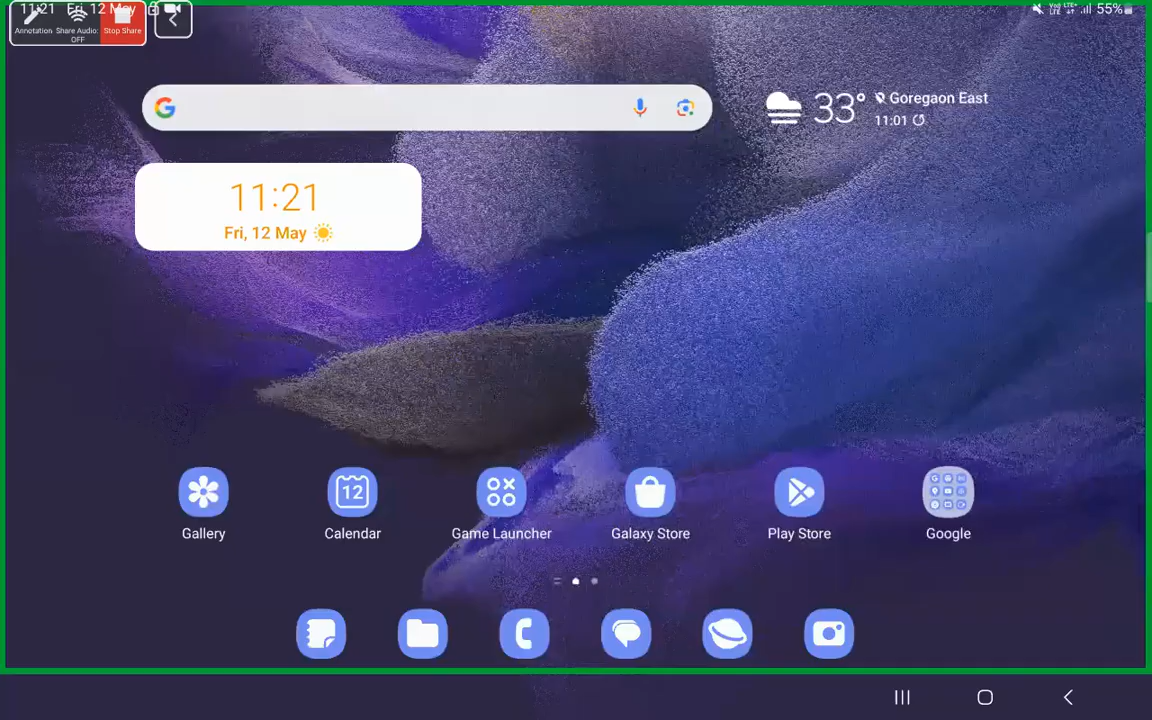 11:21 Fri, 12 May
55%
Annotation Share Audio: OFF Stop Share
33° Goregaon East
11:01
11:21
Fri, 12 May
12
Gallery Calendar Game Launcher Galaxy Store Play Store Google